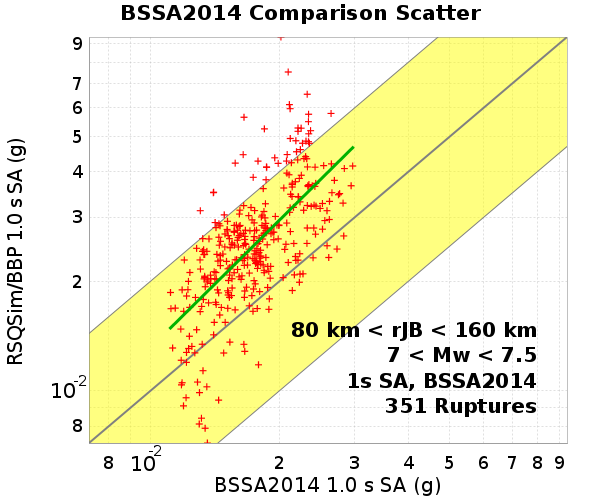 BSSA2014 Comparison Scatter
RSQSim/BBP 1.0 s SA (g)
9
7
6
5
4
3
2
10-2
8
80 km < rJB < 160 km
7 < Mw < 7.5
1s SA, BSSA2014
351 Ruptures
8 10-2 2 3 4 5 6 7 8 9
BSSA2014 1.0 s SA (g)